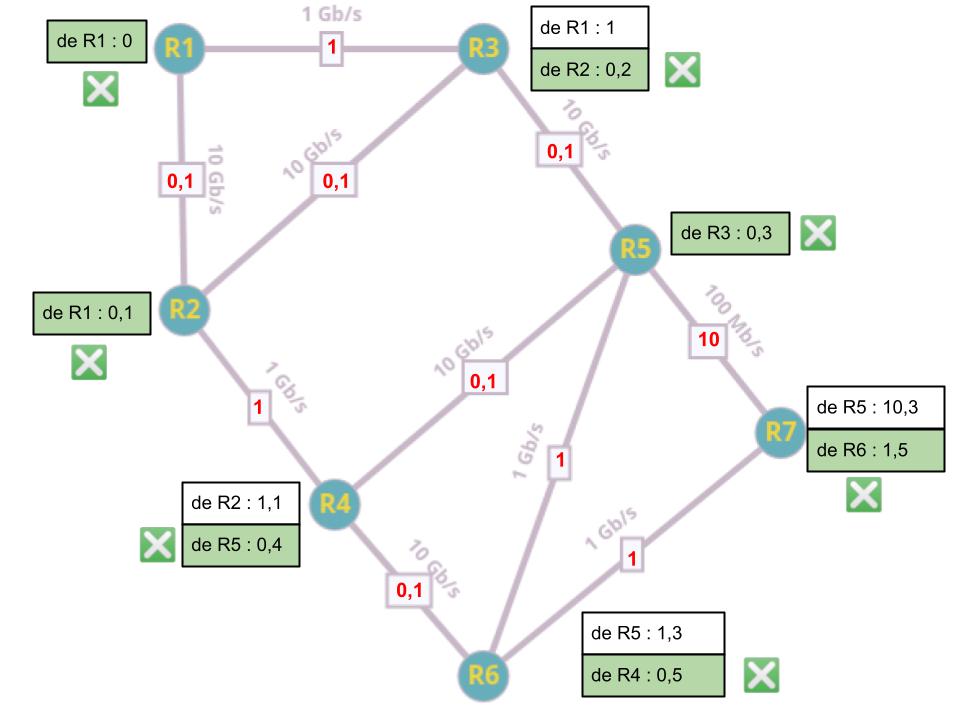 1 Gb/s
de R1 : 0
R1
1
R3
de R1 : 1
de R2 : 0,2
10 Gb/s
0,1
10 Gb/s
0,1
10 Gb/s
0,1
de R3 : 0,3
R5
de R1 : 0,1
R2
100 Mb/s
10
10 Gb/s
0,1
1 Gb/s
1
de R5 : 10,3
R7
de R6 : 1,5
1 Gb/s
1
de R2 : 1,1
R4
de R5 : 0,4
1 Gb/s
1
10 Gb/s
0,1
de R5 : 1,3
R6
de R4 : 0,5